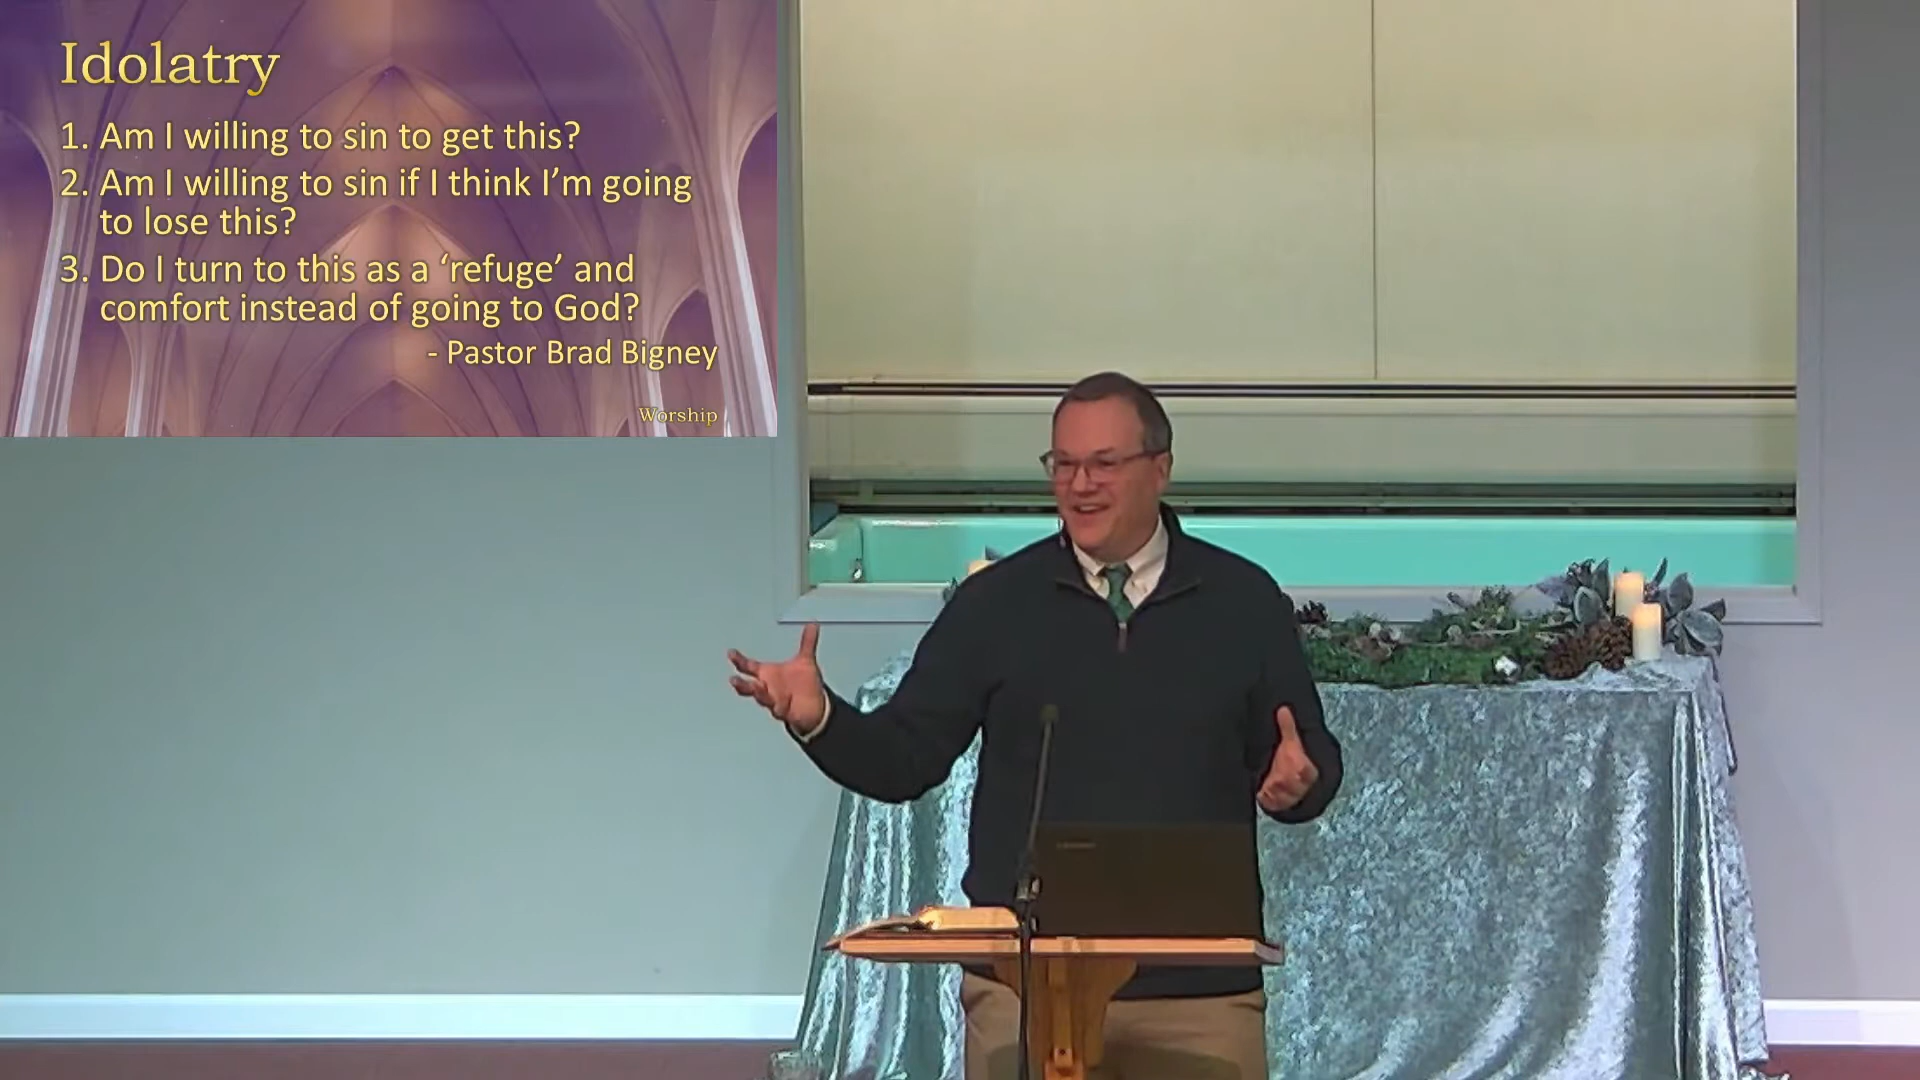 Idolatry
1. Am I willing to sin to get this?
2. Am I willing to sin if I think I'm going
to lose this?
3. Do I turn to this as a ‘refuge’ and
comfort instead of going to God?
- Pastor Brad Bigney
Worship